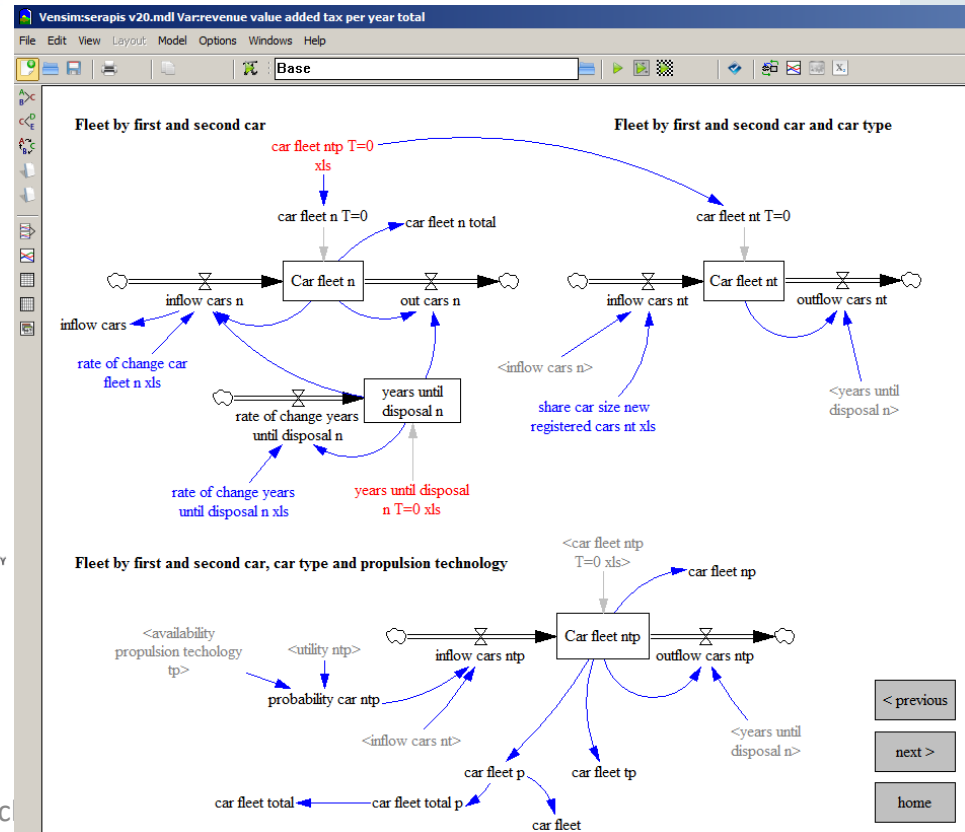 Vensim:serapis v20.mdl Var:revenue value added tax per year total
File Edit View Layout Model Options Windows Help
Base
Fleet by first and second car
Fleet by first and second car and car type
car fleet ntp T=0
xls
car fleet n T=0
car fleet n total
car fleet nt T=0
Car fleet n
Car fleet nt
inflow cars n
out cars n
inflow cars nt
outflow cars nt
inflow cars
rate of change car
fleet n xls
<inflow cars n>
years until
disposal n
<years until
disposal n>
rate of change years
until disposal n
share car size new
registered cars nt xls
rate of change years
until disposal n xls
years until disposal
n T=0 xls
<car fleet ntp
T=0 xls>
Fleet by first and second car, car type and propulsion technology
car fleet np
Car fleet ntp
<availability
propulsion techology
tp>
<utility ntp>
inflow cars ntp
outflow cars ntp
probability car ntp
<inflow cars nt>
<years until
disposal n>
< previous
next >
home
car fleet p
car fleet tp
car fleet total
car fleet total p
car fleet
Y